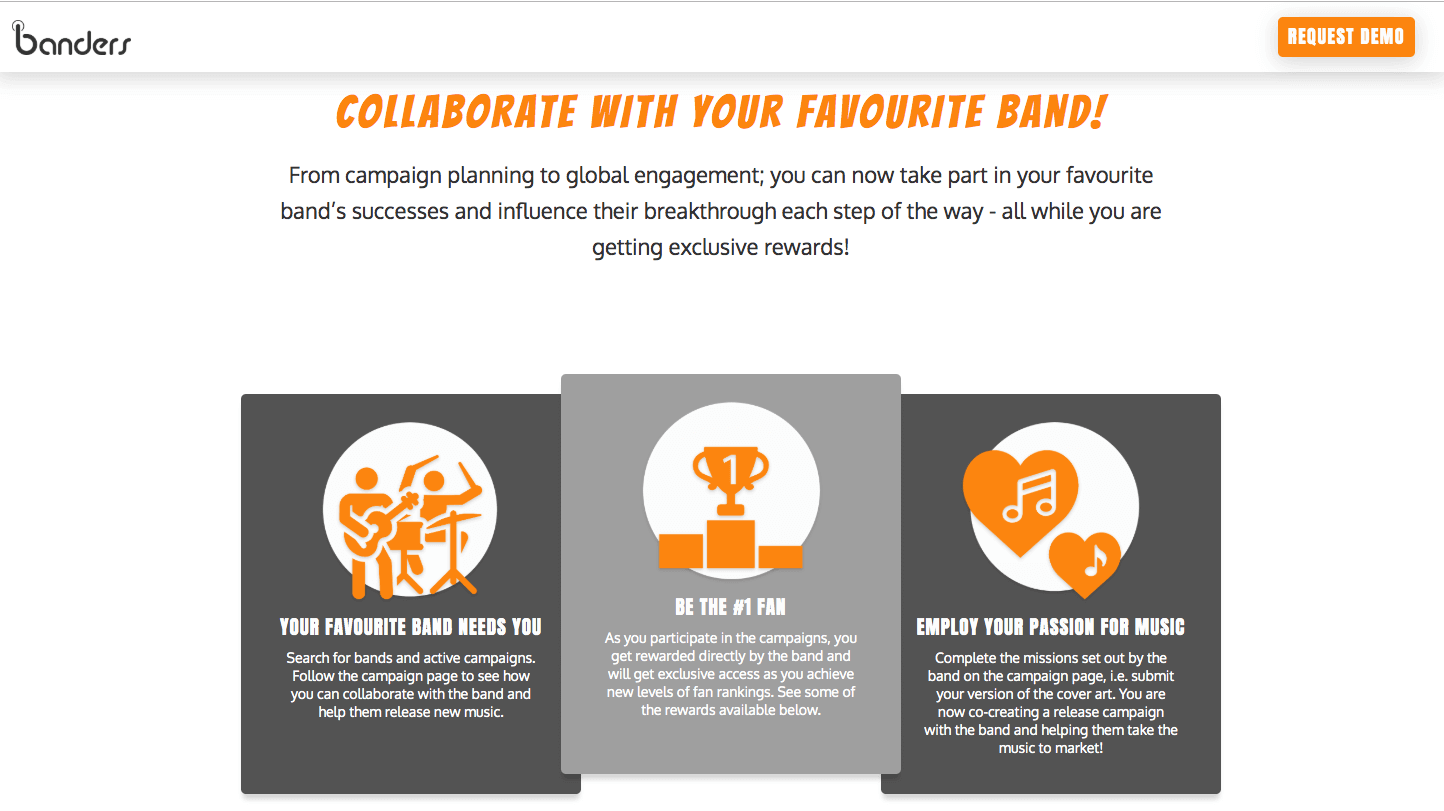 banders
REQUEST DEMO
COLLABORATE WITH YOUR FAVOURITE BAND!
From campaign planning to global engagement; you can now take part in your favourite
band's successes and influence their breakthrough each step of the way - all while you are
getting exclusive rewards!
YOUR FAVOURITE BAND NEEDS YOU
Search for bands and active campaigns.
Follow the campaign page to see how
you can collaborate with the band and
help them release new music.
1
BE THE #1 FAN
As you participate in the campaigns, you
get rewarded directly by the band and
will get exclusive access as you achieve
new levels of fan rankings. See some of
the rewards available below.
EMPLOY YOUR PASSION FOR MUSIC
Complete the missions set out by the
band on the campaign page, i.e. submit
your version of the cover art. You are
now co-creating a release campaign
with the band and helping them take the
music to market!